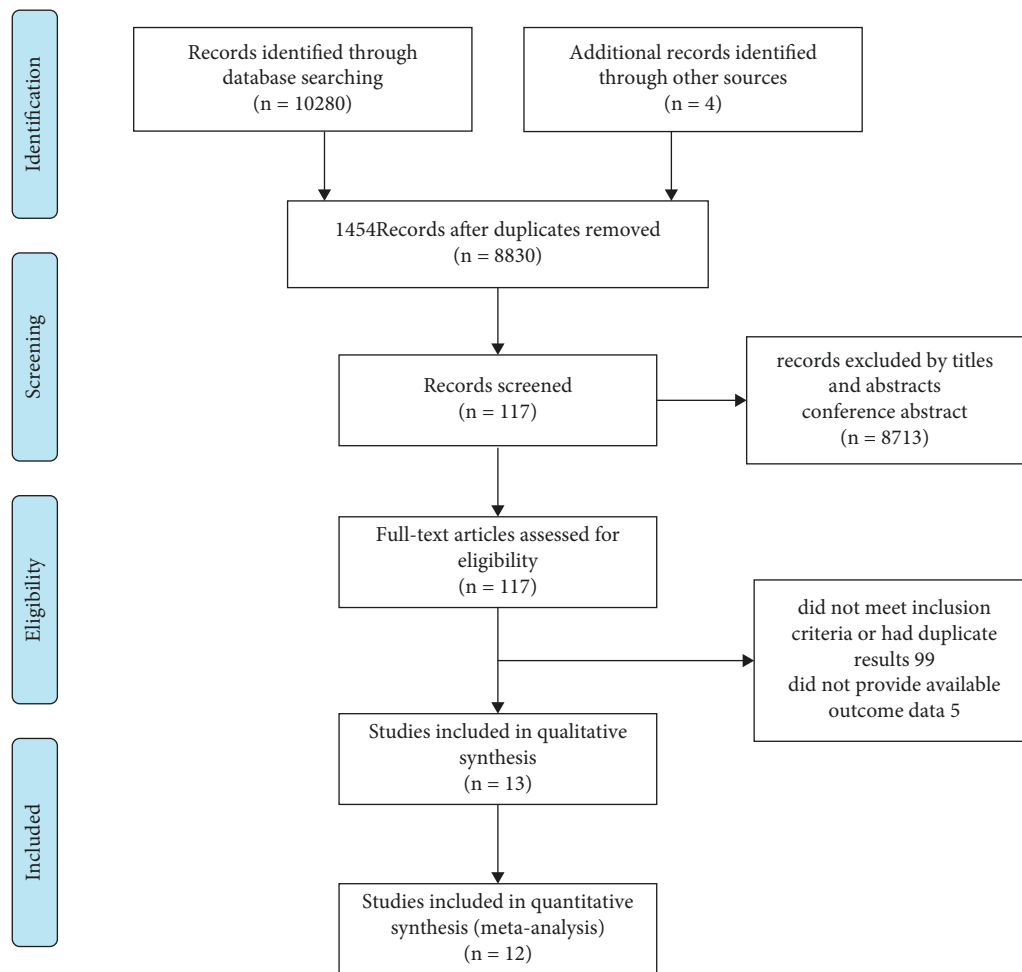 Identification
Records identified through
database searching
(n = 10280)
Additional records identified
through other sources
(n = 4)
1454Records after duplicates removed
(n = 8830)
Screening
Records screened
(n = 117)
records excluded by titles
and abstracts
conference abstract
(n = 8713)
Eligibility
Full-text articles assessed for
eligibility
(n = 117)
did not meet inclusion
criteria or had duplicate
results 99
did not provide available
outcome data 5
Included
Studies included in qualitative
synthesis
(n = 13)
Studies included in quantitative
synthesis (meta-analysis)
(n = 12)